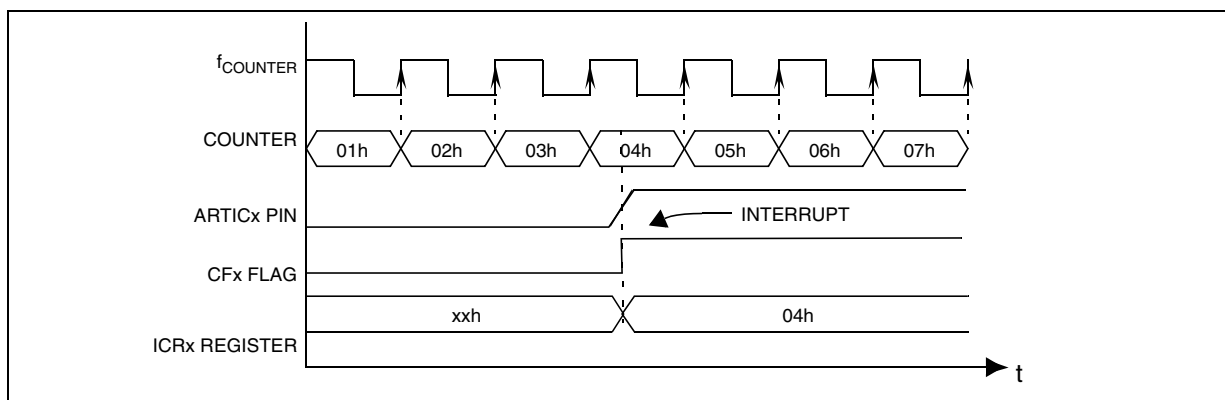 fCOUNTER
COUNTER
01h 02h 03h 04h 05h 06h 07h
ARTICx PIN
INTERRUPT
CFx FLAG
xxh 04h
ICRx REGISTER
t